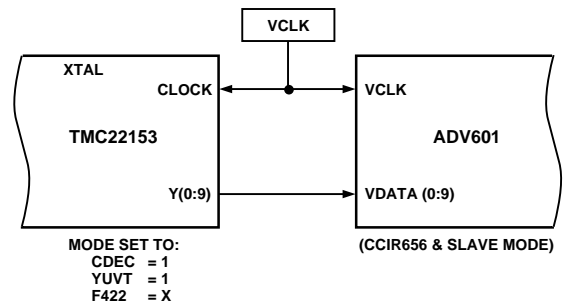 VCLK
XTAL
CLOCK
VCLK
TMC22153
ADV601
Y(0:9)
VDATA (0:9)
MODE SET TO:
CDEC = 1
YUVT = 1
F422 = X
(CCIR656 & SLAVE MODE)